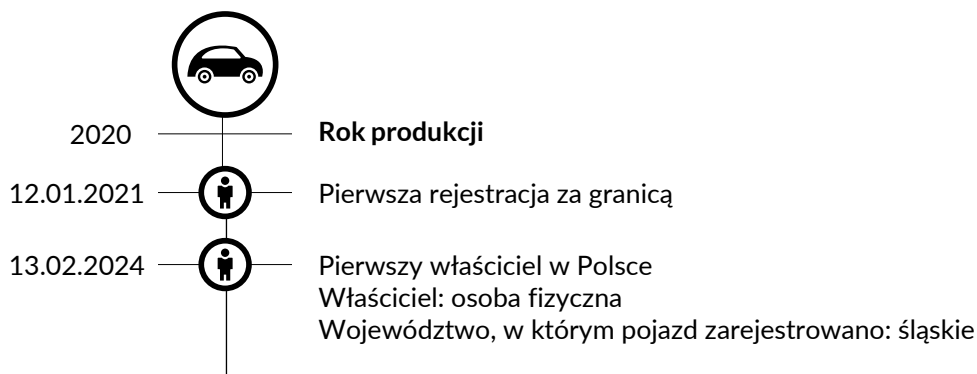 2020 Rok produkcji
12.01.2021 Pierwsza rejestracja za granicą
13.02.2024 Pierwszy właściciel w Polsce
Właściciel: osoba fizyczna
Województwo, w którym pojazd zarejestrowano: śląskie